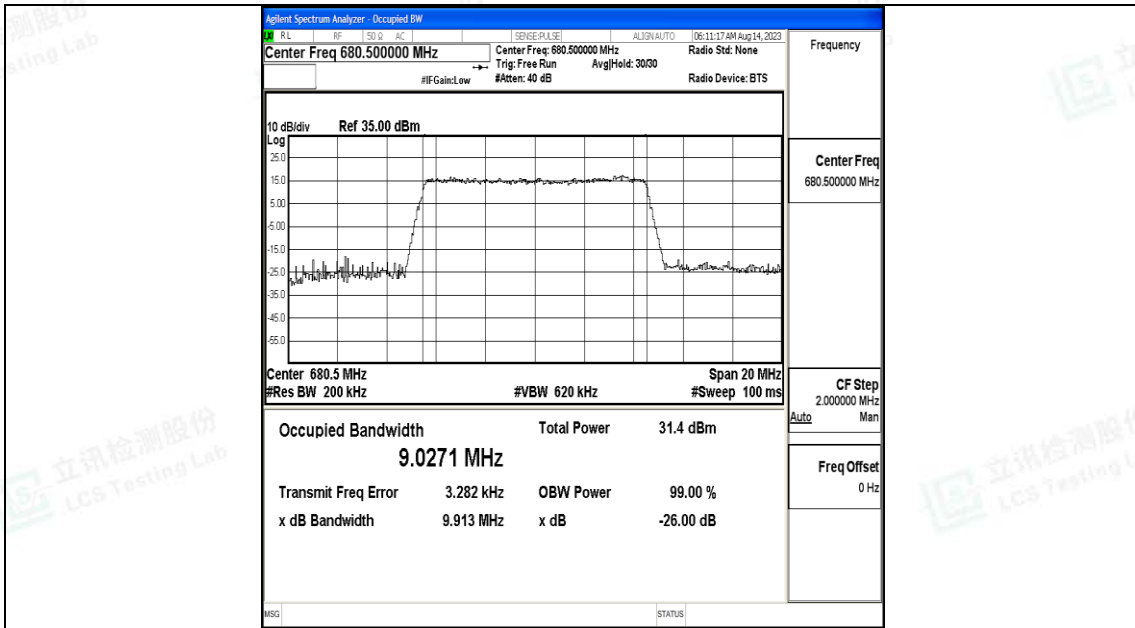 Agilent Spectrum Analyzer - Occupied BW
RL RF 50 Ω AC SENSE:PULSE ALIGN AUTO 06:11:17 AM Aug 14, 2023
Center Freq 680.500000 MHz
Center Freq: 680.500000 MHz
Radio Std: None
Trig: Free Run Avg|Hold: 30/30
#IFGain:Low
#Atten: 40 dB
Radio Device: BTS
10 dB/div Ref 35.00 dBm
Log
25.0
15.0
5.00
-5.00
-15.0
-25.0
-35.0
-45.0
-55.0
Center 680.5 MHz
Span 20 MHz
#Res BW 200 kHz
#VBW 620 kHz
#Sweep 100 ms
Occupied Bandwidth
Total Power 31.4 dBm
9.0271 MHz
Transmit Freq Error 3.282 kHz
OBW Power 99.00 %
x dB Bandwidth 9.913 MHz
x dB -26.00 dB
MSG
STATUS
Frequency
Center Freq
680.500000 MHz
CF Step
2.000000 MHz
Auto Man
Freq Offset
0 Hz
立讯检测股份
LCS Testing Lab
立讯检测股份
LCS Testing L
测股份
sting Lab
立